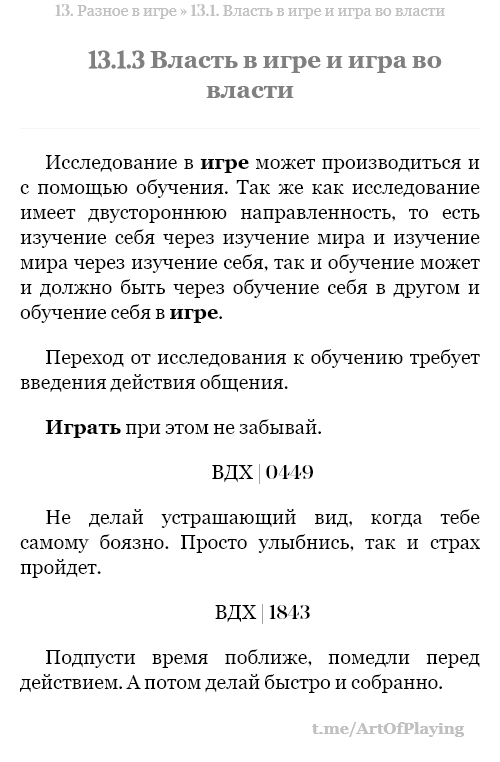 13. Разное в игре » 13.1. Власть в игре и игра во власти
13.1.3 Власть в игре и игра во
власти
Исследование в игре может производиться и
с помощью обучения. Так же как исследование
имеет двустороннюю направленность, то есть
изучение себя через изучение мира и изучение
мира через изучение себя, так и обучение может
и должно быть через обучение себя в другом и
обучение себя в игре.
Переход от исследования к обучению требует
введения действия общения.
Играть при этом не забывай.
ВДХ | 0449
Не делай устрашающий вид, когда тебе
самому боязно. Просто улыбнись, так и страх
пройдет.
ВДХ | 1843
Подпусти время поближе, помедли перед
действием. А потом делай быстро и собранно.
t.me/ArtOfPlaying